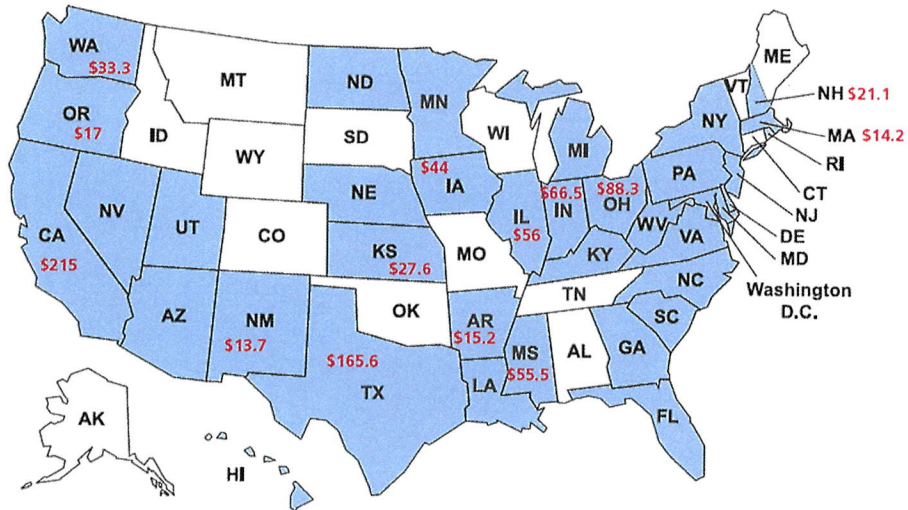 WA
$33.3
OR
$17
CA
$215
NV
ID
MT
WY
UT
CO
AZ
NM
$13.7
ND
SD
NE
KS
$27.6
OK
TX
$165.6
MN
$44
IA
MO
AR
$15.2
LA
WI
IL
$56
MI
$66.5
IN
$88.3
OH
KY
TN
MS
$55.5
AL
GA
FL
SC
NC
VA
WV
PA
NY
VT
ME
NH $21.1
MA $14.2
RI
CT
NJ
DE
MD
Washington
D.C.
AK
HI